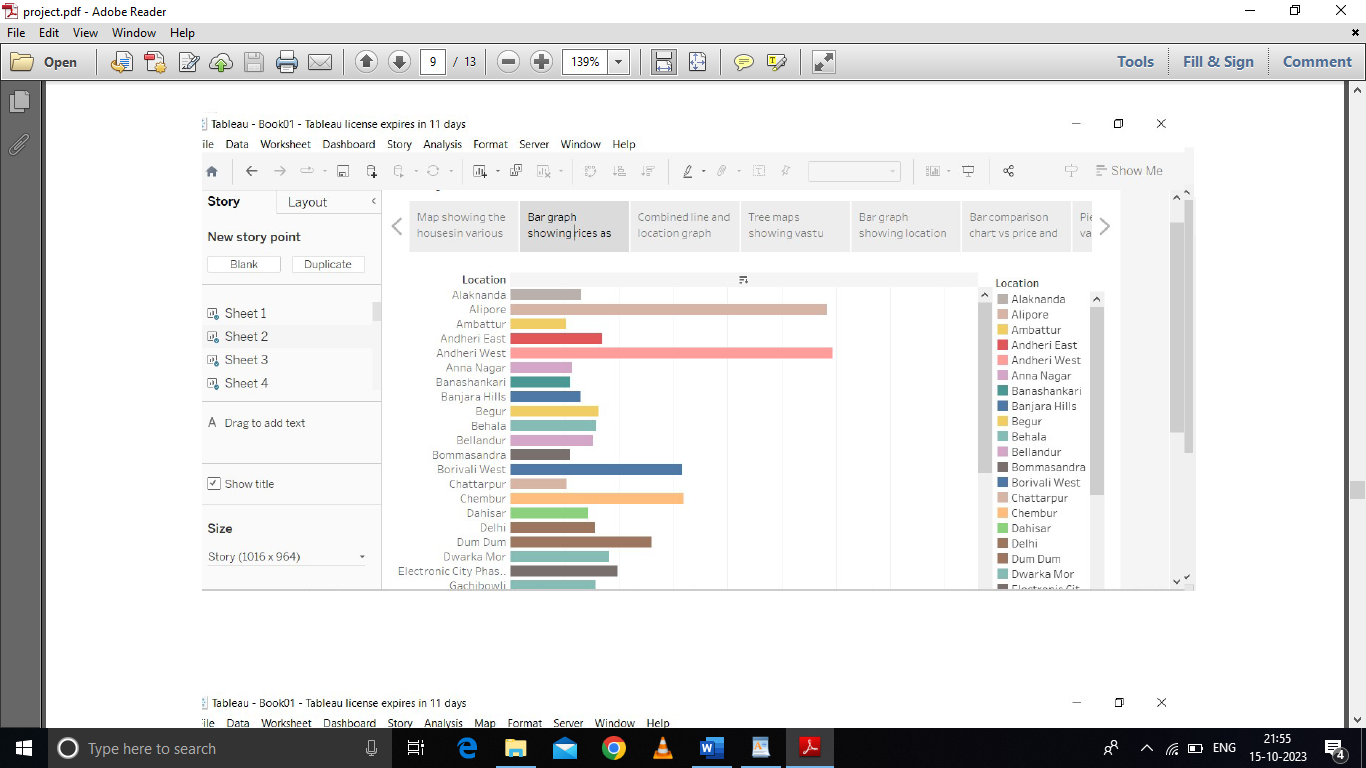 project.pdf - Adobe Reader
File Edit View Window Help
Open
9 / 13
139%
Tools Fill & Sign Comment
Tableau - Book01 - Tableau license expires in 11 days
ile Data Worksheet Dashboard Story Analysis Format Server Window Help
Show Me
Story Layout
New story point
Blank Duplicate
Sheet 1
Sheet 2
Sheet 3
Sheet 4
A Drag to add text
Show title
Size
Story (1016 x 964)
Map showing the
housesin various
Bar graph
showing rices as
Combined line and
location graph
Tree maps
showing vastu
Bar graph
showing location
Bar comparison
chart vs price and
Pie
va
Location
Alaknanda
Alipore
Ambattur
Andheri East
Andheri West
Anna Nagar
Banashankari
Banjara Hills
Begur
Behala
Bellandur
Bommasandra
Borivali West
Chattarpur
Chembur
Dahisar
Delhi
Dum Dum
Dwarka Mor
Electronic City Phas..
Gachibowli
Location
Alaknanda
Alipore
Ambattur
Andheri East
Andheri West
Anna Nagar
Banashankari
Banjara Hills
Begur
Behala
Bellandur
Bommasandra
Borivali West
Chattarpur
Chembur
Dahisar
Delhi
Dum Dum
Dwarka Mor
Electronic Cit
Tableau - Book01 - Tableau license expires in 11 days
ile Data Worksheet Dashboard Story Analysis Map Format Server Window Help
Type here to search
ENG
21:55
15-10-2023
4